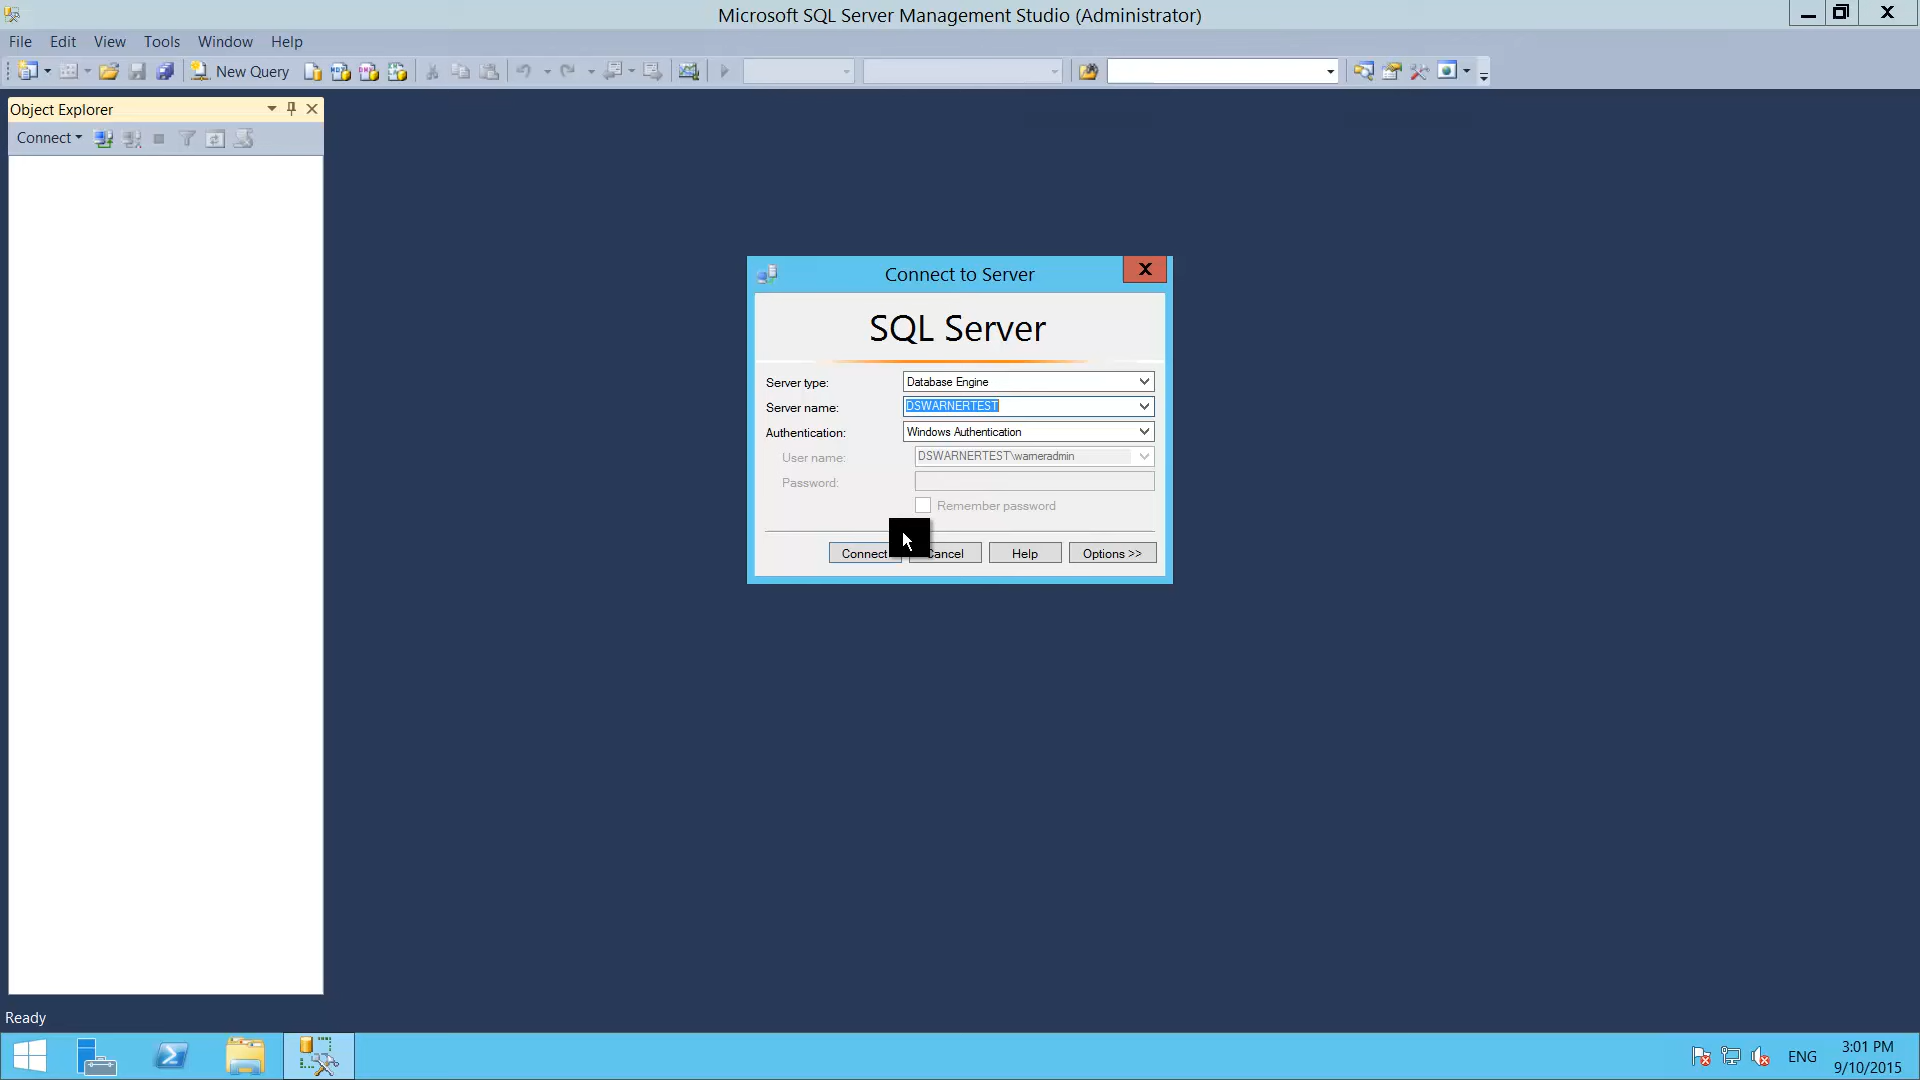 Microsoft SQL Server Management Studio (Administrator)
File Edit View Tools Window Help
New Query
Object Explorer
Connect
Connect to Server
SQL Server
Server type: Database Engine
Server name: DSWARNERTEST
Authentication: Windows Authentication
User name: DSWARNERTEST\warneradmin
Password:
Remember password
Connect Cancel Help Options >>
Ready
ENG
3:01 PM
9/10/2015